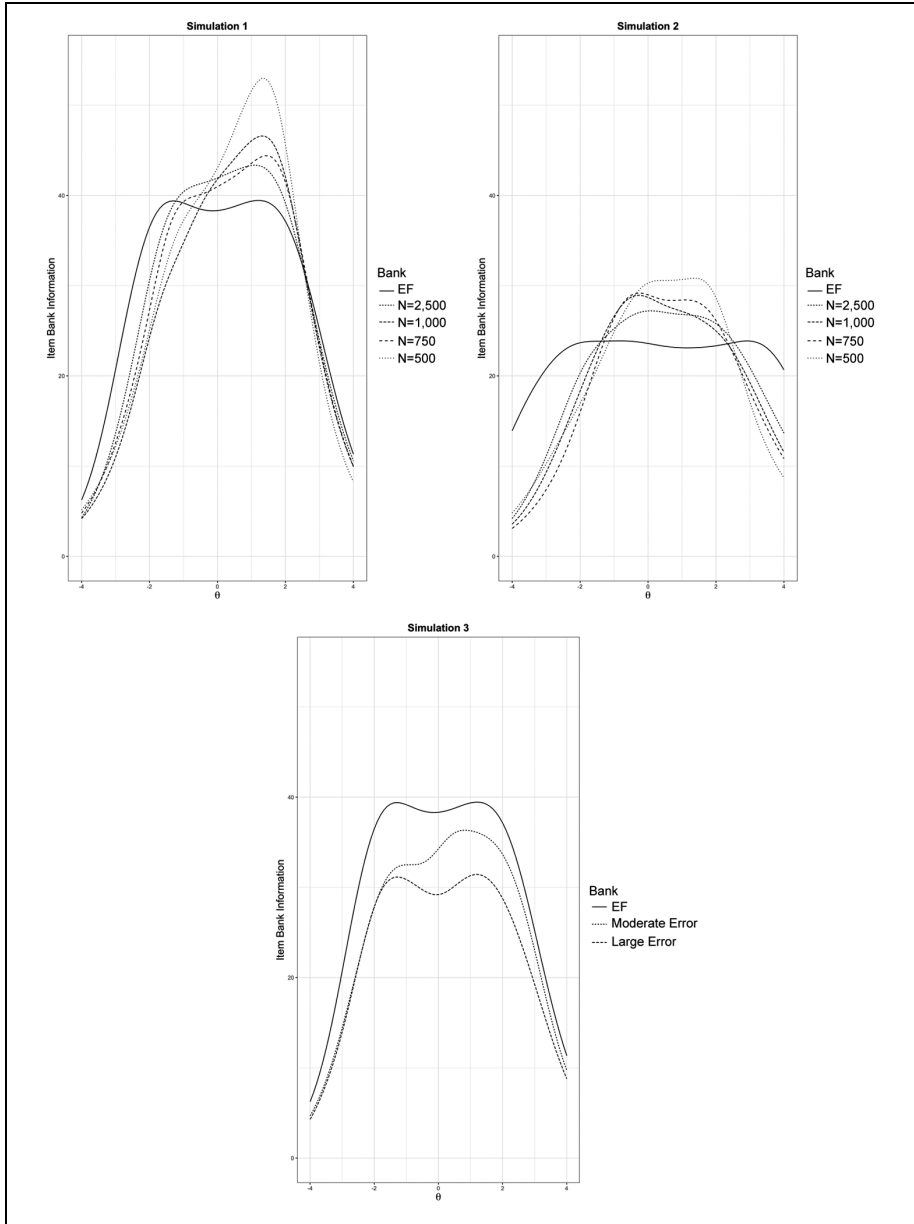 Simulation 1
Item Bank Information
40
20
0
-4 -2 0 2 4
θ
Bank
EF
N=2,500
N=1,000
N=750
N=500
Simulation 2
Item Bank Information
40
20
0
-4 -2 0 2 4
θ
Bank
EF
N=2,500
N=1,000
N=750
N=500
Simulation 3
Item Bank Information
40
20
0
-4 -2 0 2 4
θ
Bank
EF
Moderate Error
Large Error